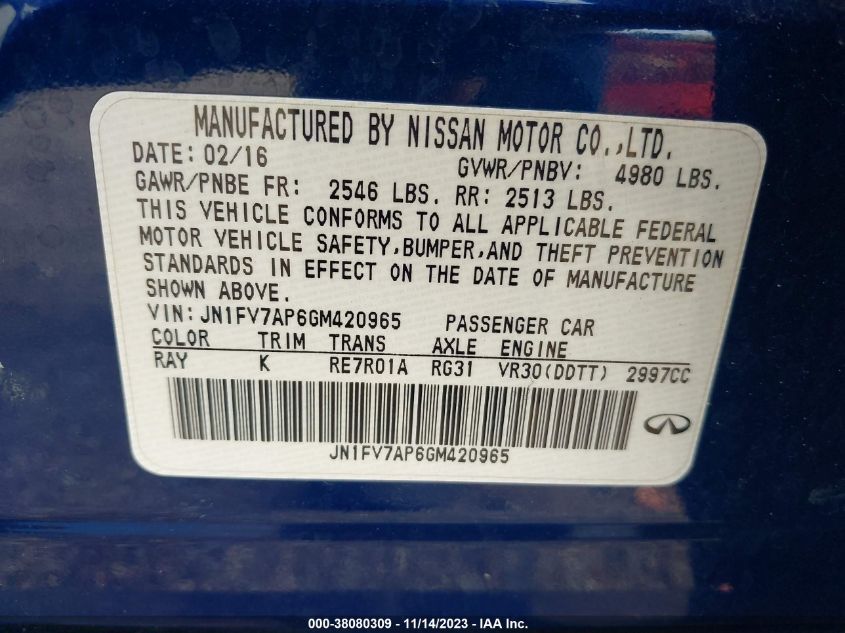 MANUFACTURED BY NISSAN MOTOR CO.,LTD.
DATE: 02/16 GVWR/PNBV: 4980 LBS.
GAWR/PNBE FR: 2546 LBS. RR: 2513 LBS.
THIS VEHICLE CONFORMS TO ALL APPLICABLE FEDERAL
MOTOR VEHICLE SAFETY,BUMPER,AND THEFT PREVENTION
STANDARDS IN EFFECT ON THE DATE OF MANUFACTURE
SHOWN ABOVE.
VIN: JN1FV7AP6GM420965 PASSENGER CAR
COLOR TRIM TRANS AXLE ENGINE
RAY K RE7R01A RG31 VR30(DDTT) 2997CC
JN1FV7AP6GM420965
000-38080309 - 11/14/2023 - IAA Inc.